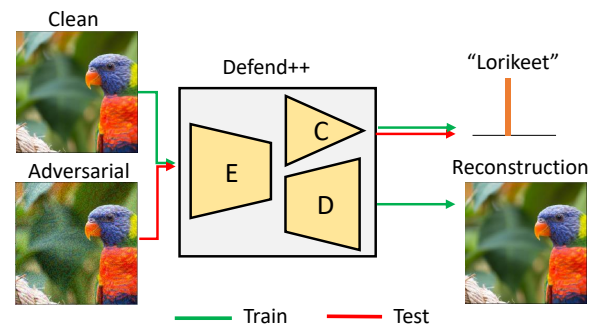 Clean
Defend++
"Lorikeet"
C
Adversarial
E
Reconstruction
D
Train
Test